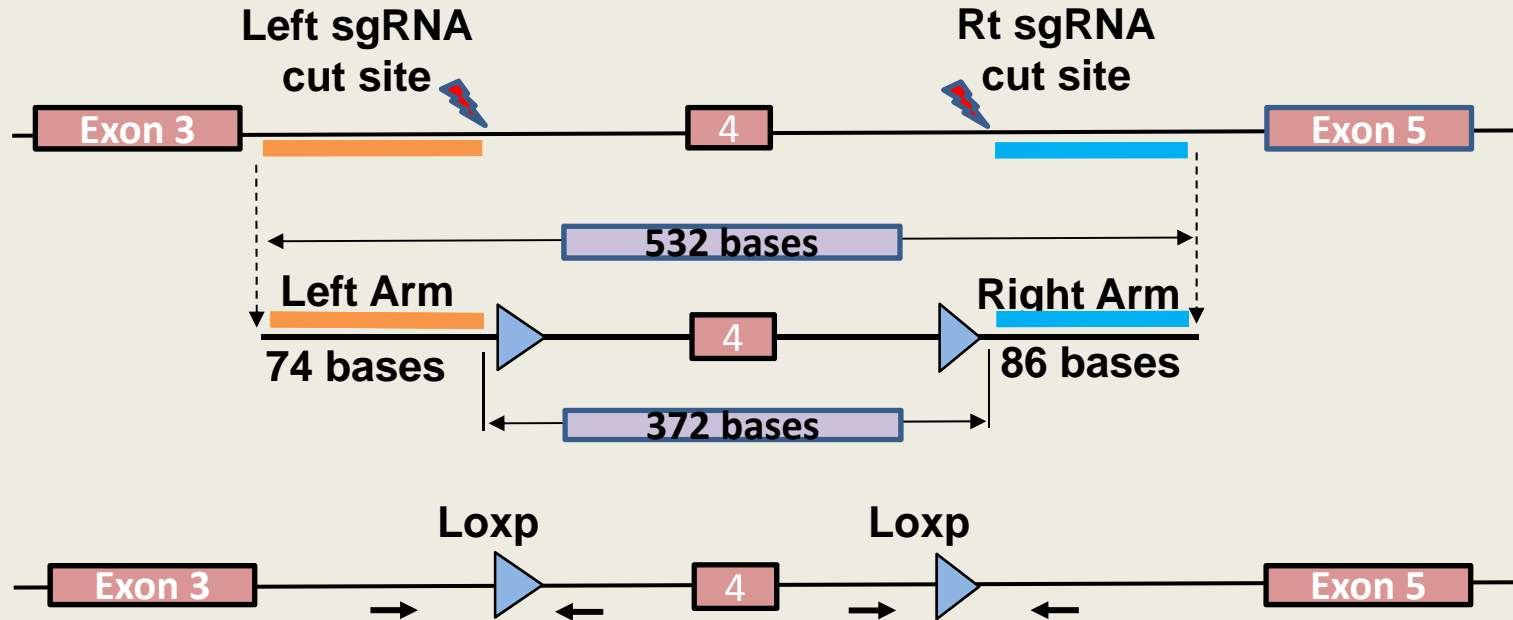 Left sgRNA
cut site
Rt sgRNA
cut site
Exon 3
4
Exon 5
532 bases
Left Arm
Right Arm
4
74 bases
86 bases
372 bases
Loxp
Loxp
Exon 3
4
Exon 5